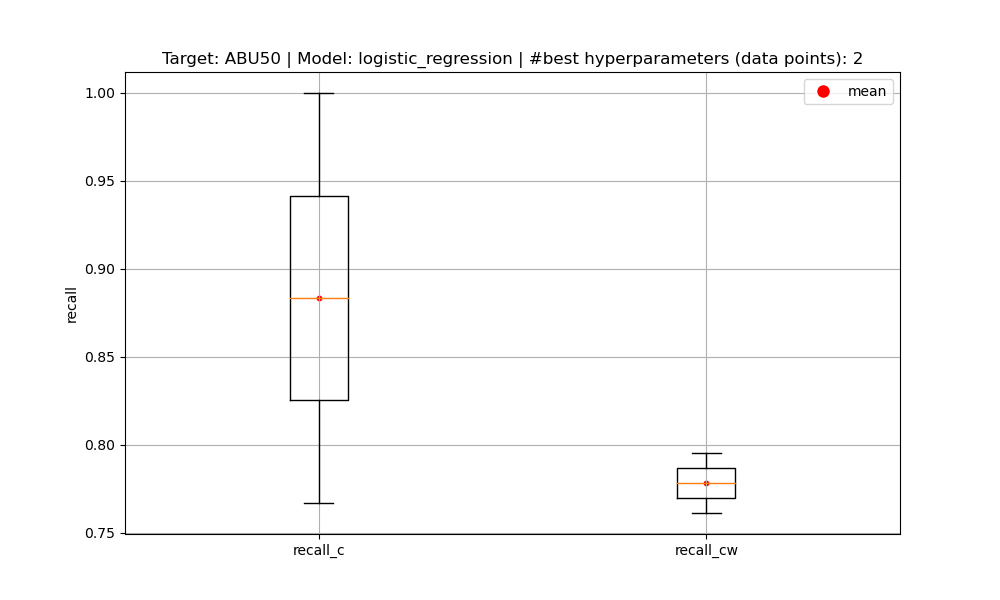 Target: ABU50 | Model: logistic_regression | #best hyperparameters (data points): 2
mean
1.00
0.95
0.90
0.85
0.80
0.75
recall
recall_c
recall_cw